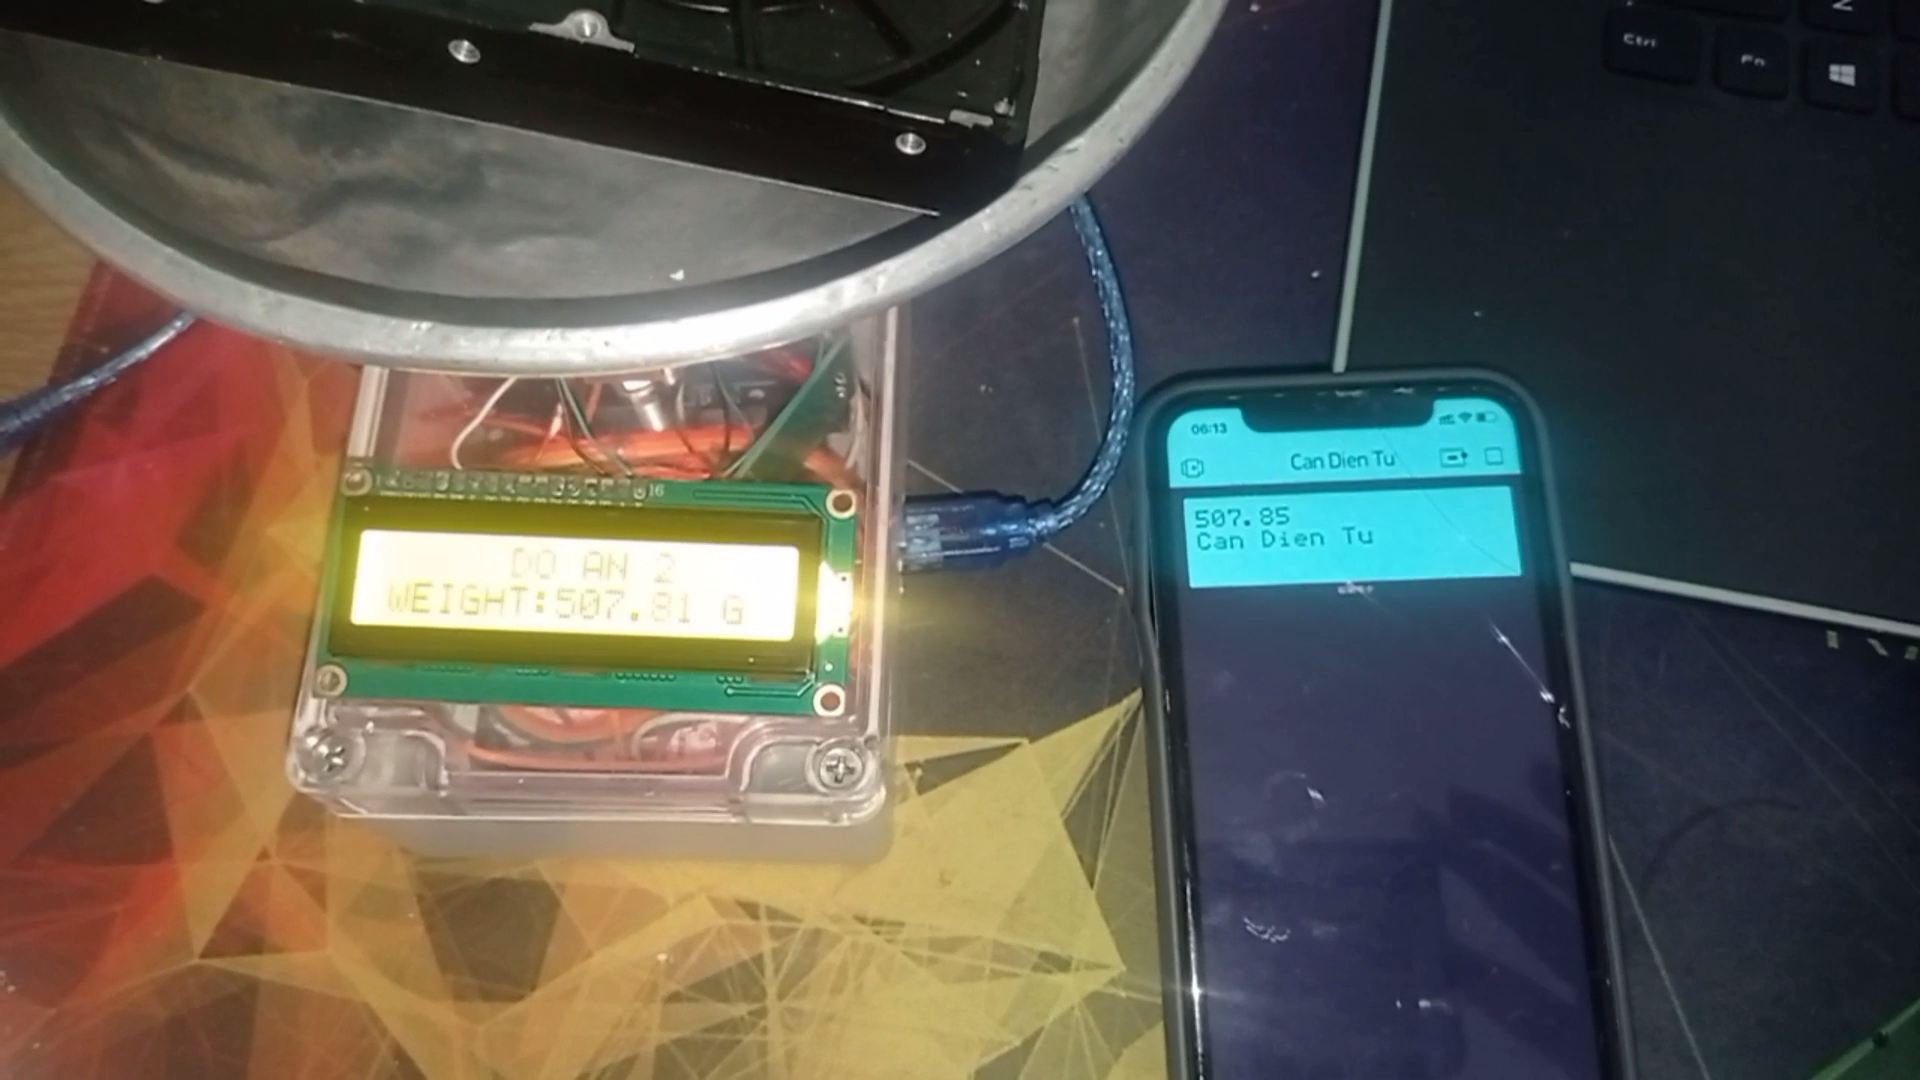 Ctrl
Fn
16
DO AN 2
WEIGHT:507.81 G
06:13
Can Dien Tu
507.85
Can Dien Tu